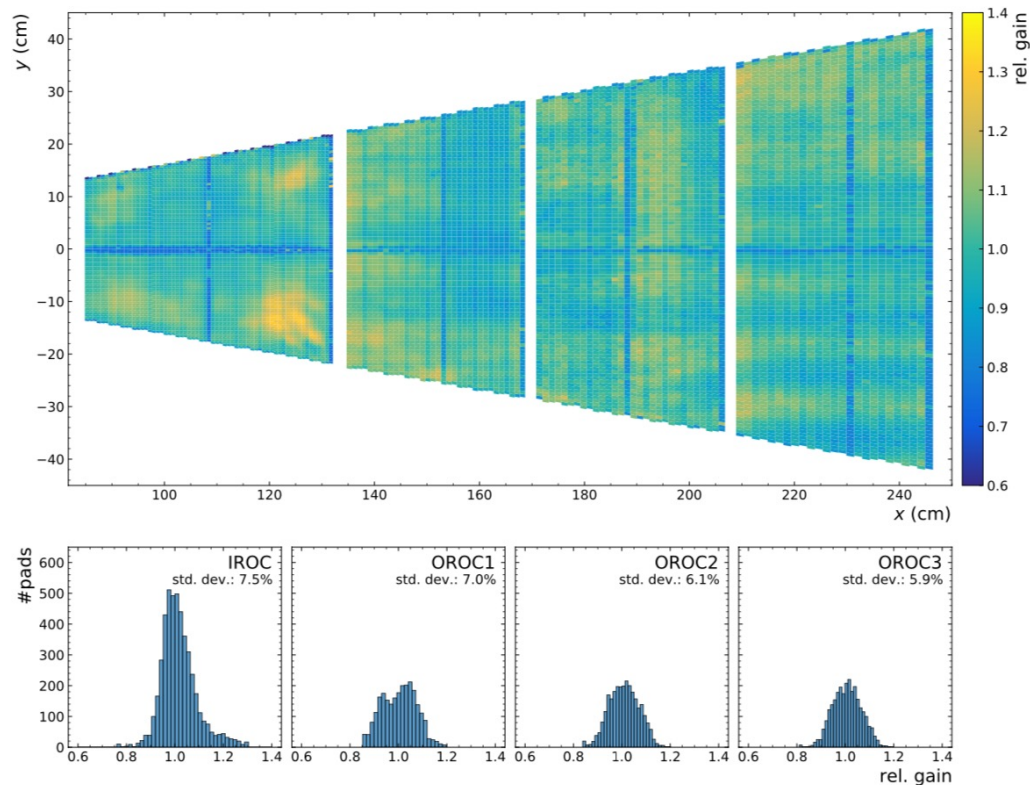 y (cm)
40
30
20
10
0
−10
−20
−30
−40
100
120
140
160
180
200
220
240
x (cm)
1.4
1.3
1.2
1.1
1.0
0.9
0.8
0.7
0.6
rel. gain
#pads
600
500
400
300
200
100
0
IROC
std. dev.: 7.5%
0.6 0.8 1.0 1.2 1.4
OROC1
std. dev.: 7.0%
0.6 0.8 1.0 1.2 1.4
OROC2
std. dev.: 6.1%
0.6 0.8 1.0 1.2 1.4
OROC3
std. dev.: 5.9%
0.6 0.8 1.0 1.2 1.4
rel. gain